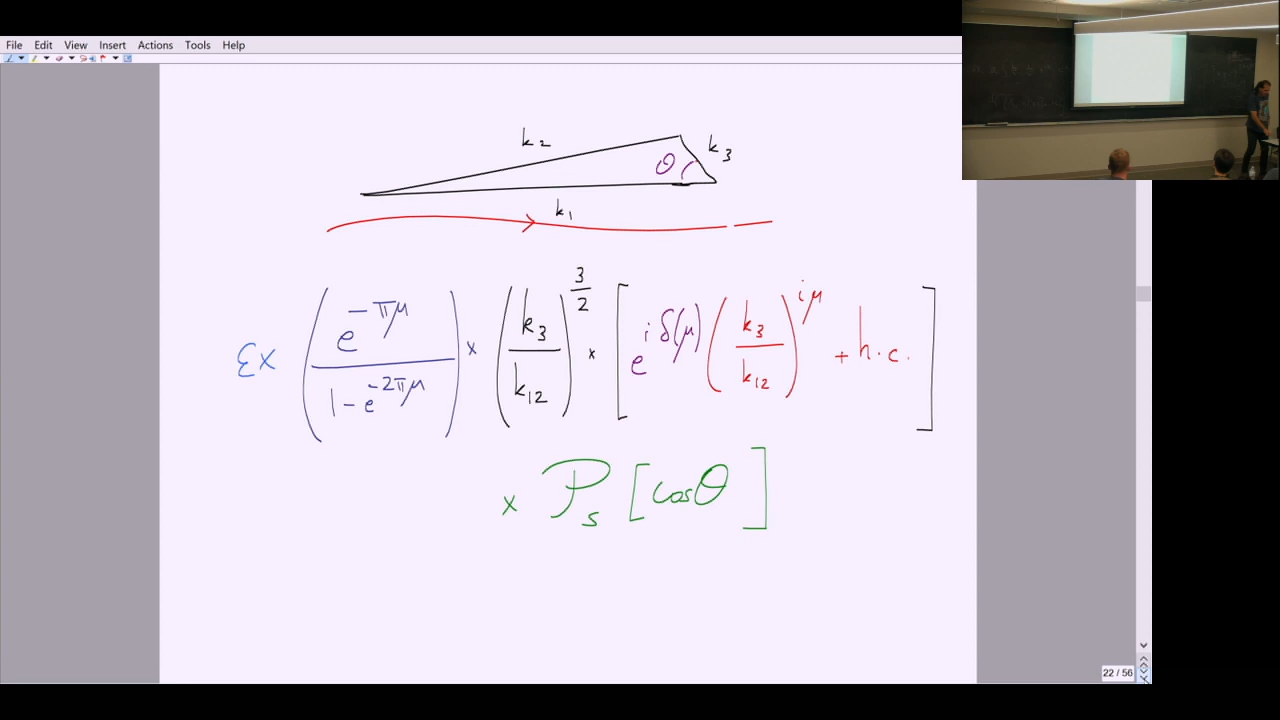 File Edit View Insert Actions Tools Help
k₂
k₃
θ
k₁
ε × ( e^{-πμ} / (1 - e^{-2πμ}) ) × ( k₃ / k₁₂ )^{3/2} × [ e^{iδ(μ)} ( k₃ / k₁₂ )^{iμ} + h.c. ]
× P_s [cosθ]
22 / 56